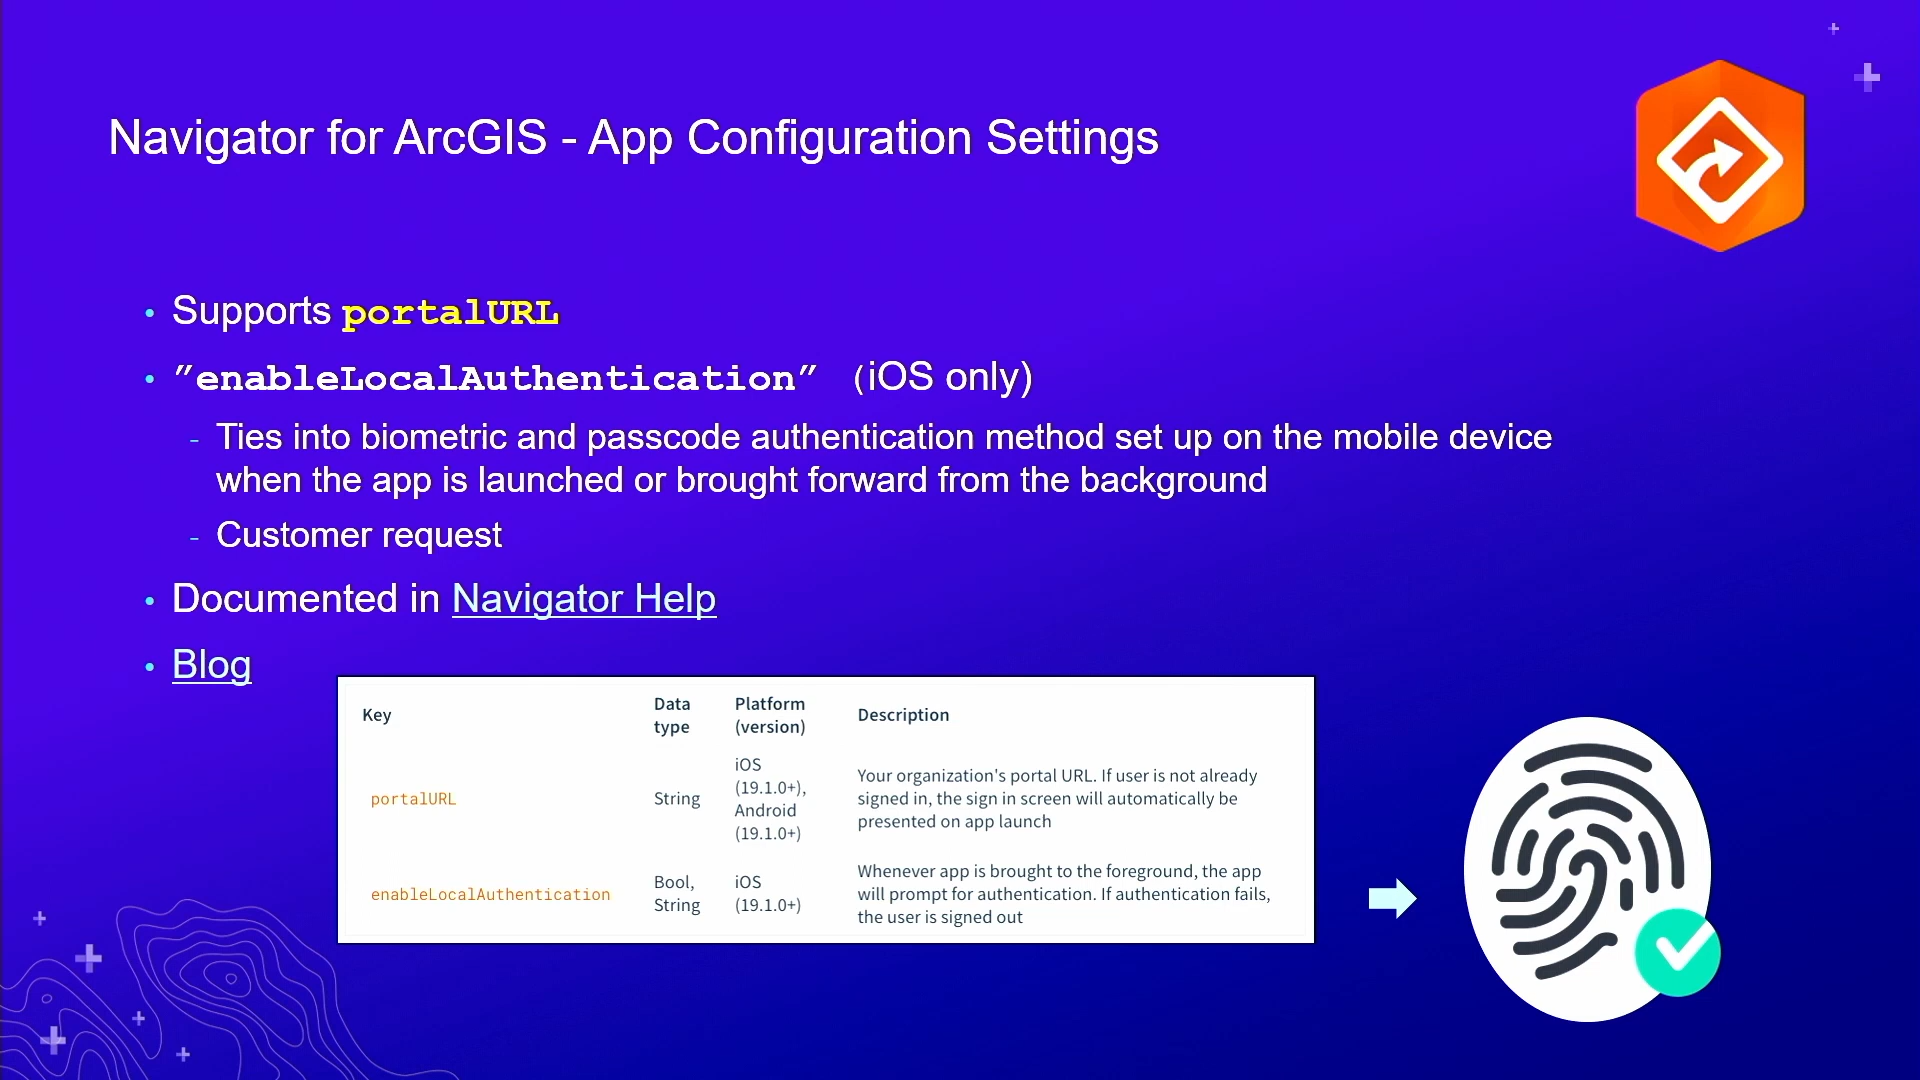 Navigator for ArcGIS - App Configuration Settings
• Supports portalURL
• ”enableLocalAuthentication” (iOS only)
- Ties into biometric and passcode authentication method set up on the mobile device
when the app is launched or brought forward from the background
- Customer request
• Documented in Navigator Help
• Blog
Key
Data
type
Platform
(version)
Description
portalURL
String
iOS
(19.1.0+),
Android
(19.1.0+)
Your organization's portal URL. If user is not already
signed in, the sign in screen will automatically be
presented on app launch
enableLocalAuthentication
Bool,
String
iOS
(19.1.0+)
Whenever app is brought to the foreground, the app
will prompt for authentication. If authentication fails,
the user is signed out